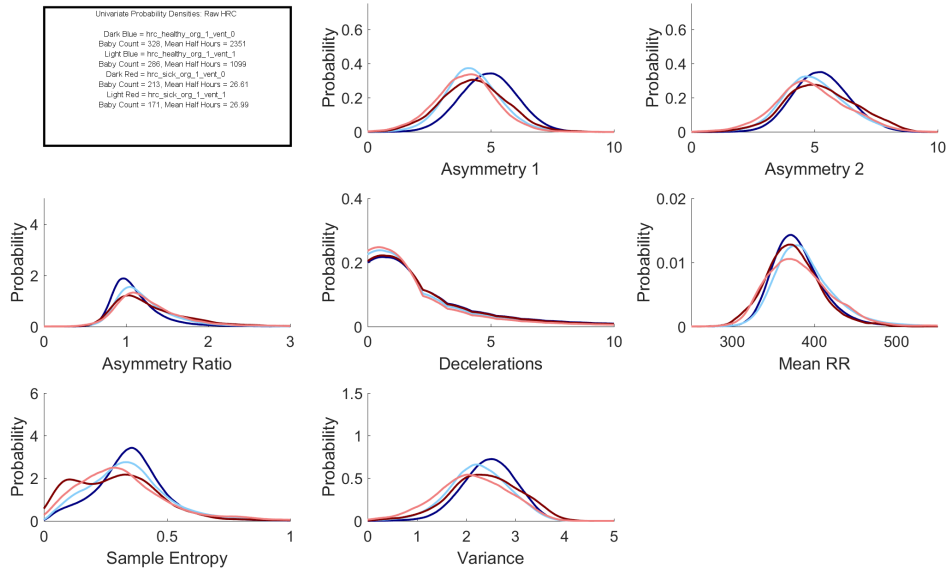 Univariate Probability Densities: Raw HRC
Dark Blue = hrc_healthy_org_1_vent_0
Baby Count = 328, Mean Half Hours = 2351
Light Blue = hrc_healthy_org_1_vent_1
Baby Count = 286, Mean Half Hours = 1099
Dark Red = hrc_sick_org_1_vent_0
Baby Count = 213, Mean Half Hours = 26.61
Light Red = hrc_sick_org_1_vent_1
Baby Count = 171, Mean Half Hours = 26.99
Probability
0.6
0.4
0.2
0
0 5 10
Asymmetry 1
Probability
0.6
0.4
0.2
0
0 5 10
Asymmetry 2
Probability
4
2
0
0 1 2 3
Asymmetry Ratio
Probability
0.4
0.2
0
0 5 10
Decelerations
Probability
0.02
0.01
0
300 400 500
Mean RR
Probability
6
4
2
0
0 0.5 1
Sample Entropy
Probability
1.5
1
0.5
0
0 1 2 3 4 5
Variance